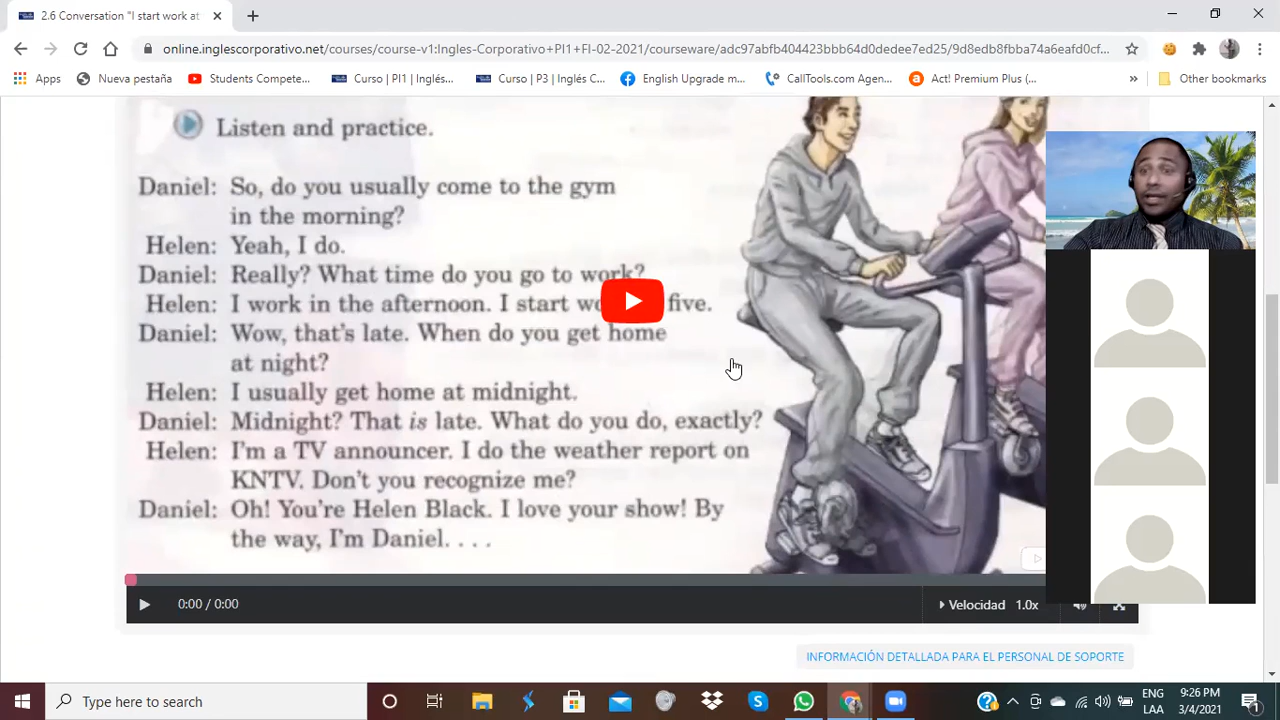 2.6 Conversation "I start work at
online.inglescorporativo.net/courses/course-v1:Ingles-Corporativo+PI1+FI-02-2021/courseware/adc97abfb404423bbb64d0dedee7ed25/9d8edb8fbba74a6eafd0cf...
Apps
Nueva pestaña
Students Compete...
Curso | PI1 | Inglés...
Curso | P3 | Inglés C...
English Upgrade m...
CallTools.com Agen...
Act! Premium Plus (...
»
Other bookmarks
Listen and practice.
Daniel: So, do you usually come to the gym
in the morning?
Helen: Yeah, I do.
Daniel: Really? What time do you go to work?
Helen: I work in the afternoon. I start wo five.
Daniel: Wow, that's late. When do you get home
at night?
Helen: I usually get home at midnight.
Daniel: Midnight? That is late. What do you do, exactly?
Helen: I'm a TV announcer. I do the weather report on
KNTV. Don't you recognize me?
Daniel: Oh! You're Helen Black. I love your show! By
the way, I'm Daniel. . . .
0:00 / 0:00
Velocidad 1.0x
INFORMACIÓN DETALLADA PARA EL PERSONAL DE SOPORTE
Type here to search
ENG
LAA
9:26 PM
3/4/2021